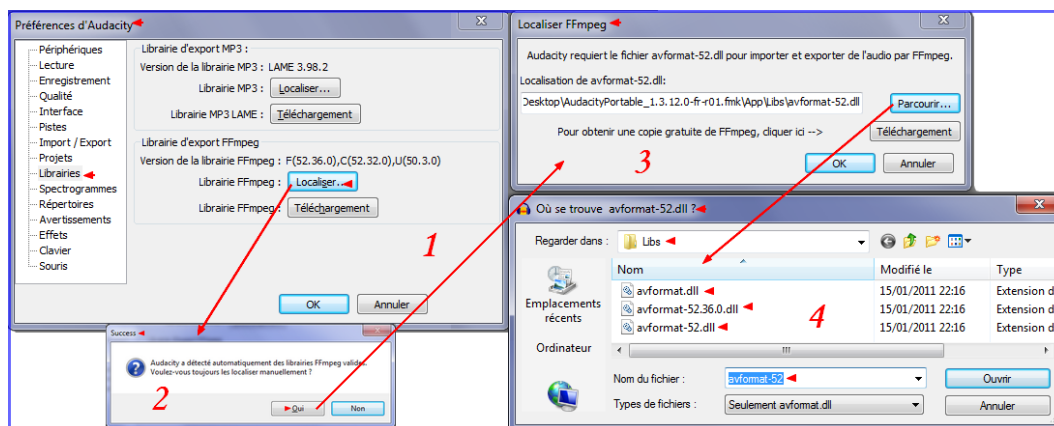 Préférences d'Audacity
Périphériques
Lecture
Enregistrement
Qualité
Interface
Pistes
Import / Export
Projets
Librairies
Spectrogrammes
Répertoires
Avertissements
Effets
Clavier
Souris
Librairie d'export MP3 :
Version de la librairie MP3 : LAME 3.98.2
Librairie MP3 : Localiser...
Librairie MP3 LAME : Téléchargement
Librairie d'export FFmpeg
Version de la librairie FFmpeg : F(52.36.0),C(52.32.0),U(50.3.0)
Librairie FFmpeg : Localiser...
Librairie FFmpeg : Téléchargement
1
OK Annuler
Success
Audacity a détecté automatiquement des librairies FFmpeg valides.
Voulez-vous toujours les localiser manuellement ?
2
Oui Non
Localiser FFmpeg
Audacity requiert le fichier avformat-52.dll pour importer et exporter de l'audio par FFmpeg.
Localisation de avformat-52.dll:
Desktop\AudacityPortable_1.3.12.0-fr-r01.fmk\App\Libs\avformat-52.dll Parcourir...
Pour obtenir une copie gratuite de FFmpeg, cliquer ici --> Téléchargement
3
OK Annuler
Où se trouve avformat-52.dll ?
Regarder dans : Libs
Emplacements récents
Ordinateur
Nom Modifié le Type
avformat.dll 15/01/2011 22:16 Extension d
avformat-52.36.0.dll 15/01/2011 22:16 Extension d
avformat-52.dll 15/01/2011 22:16 Extension d
4
Nom du fichier : avformat-52 Ouvrir
Types de fichiers : Seulement avformat.dll Annuler